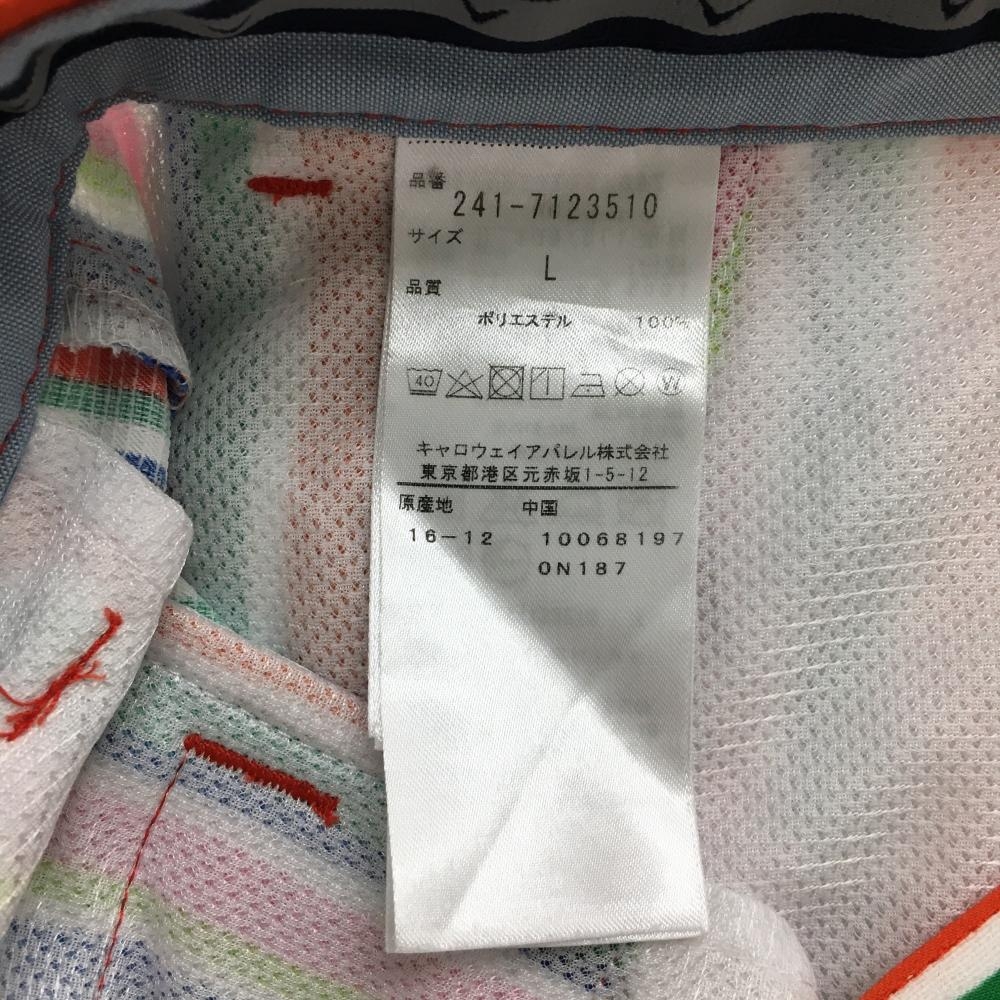 品番
241-7123510
サイズ
L
品質
ポリエステル 100%
40 W
キャロウェイアパレル株式会社
東京都港区元赤坂1-5-12
原産地 中国
16-12 10068197
0N187